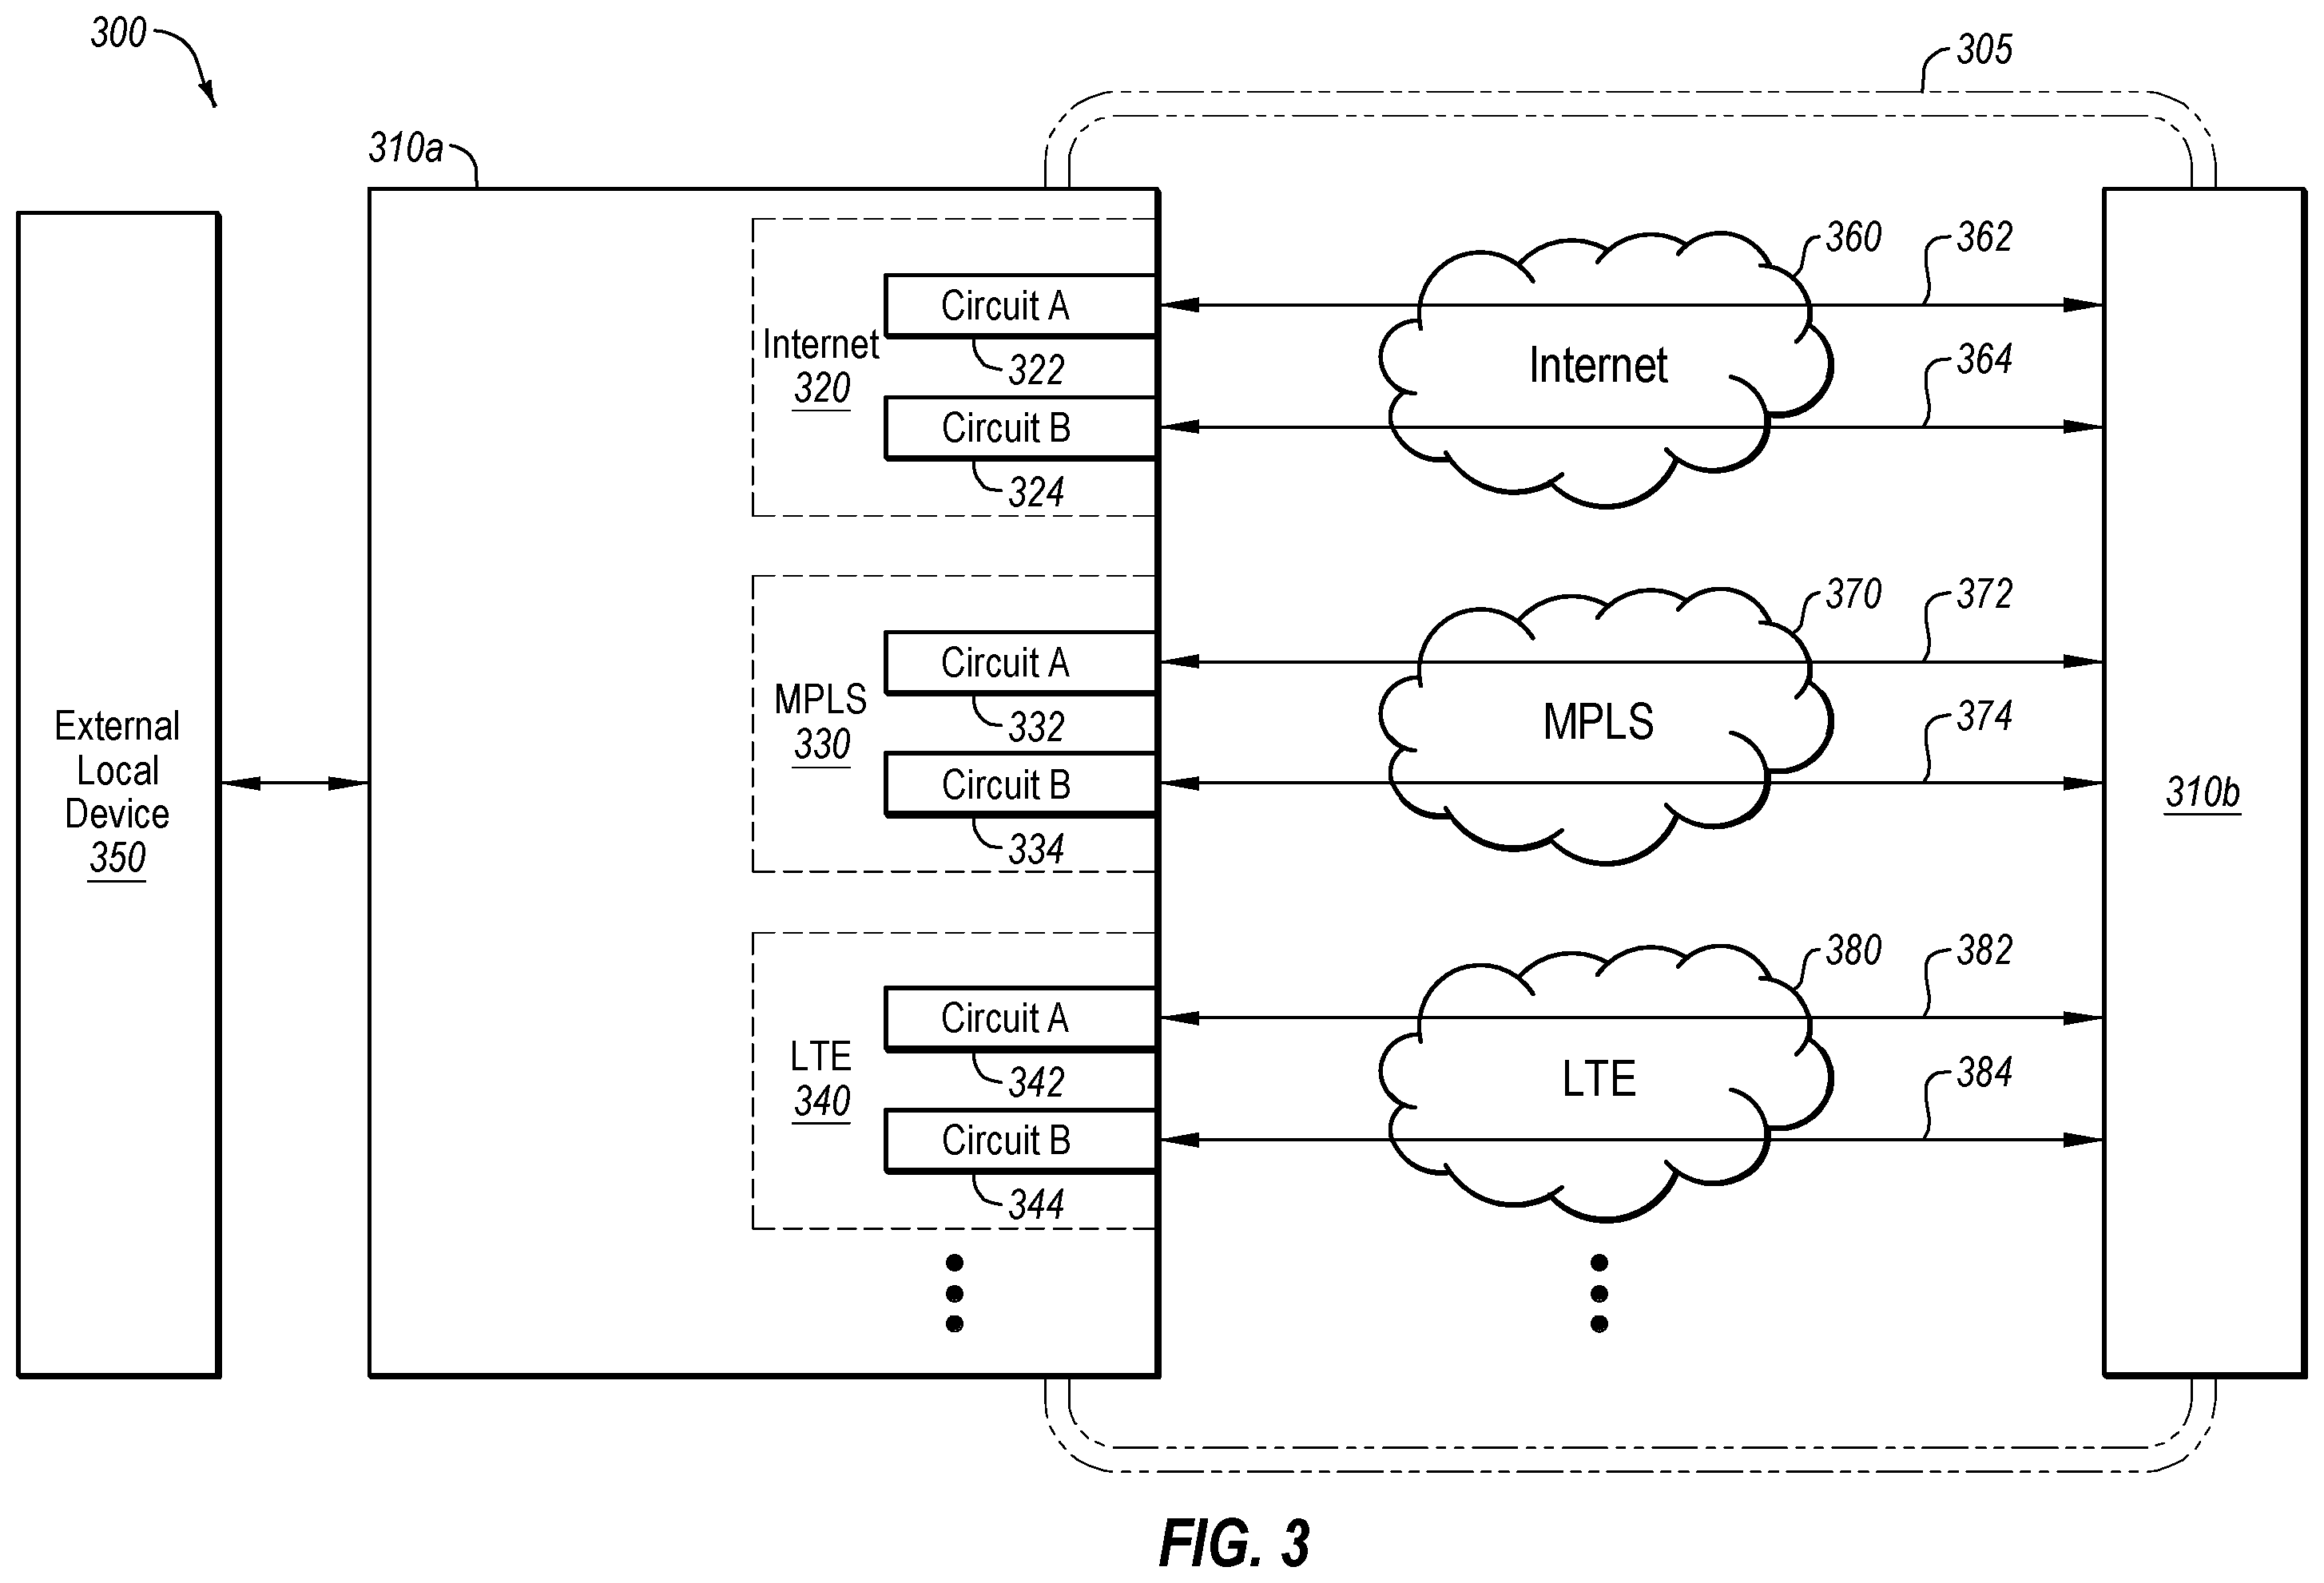 300
305
310a
360
362
Circuit A
Internet
320
322
Internet
364
Circuit B
324
370
372
Circuit A
MPLS
330
332
MPLS
374
External
Local
Device
350
Circuit B
334
310b
380
382
Circuit A
LTE
340
342
LTE
384
Circuit B
344
FIG. 3